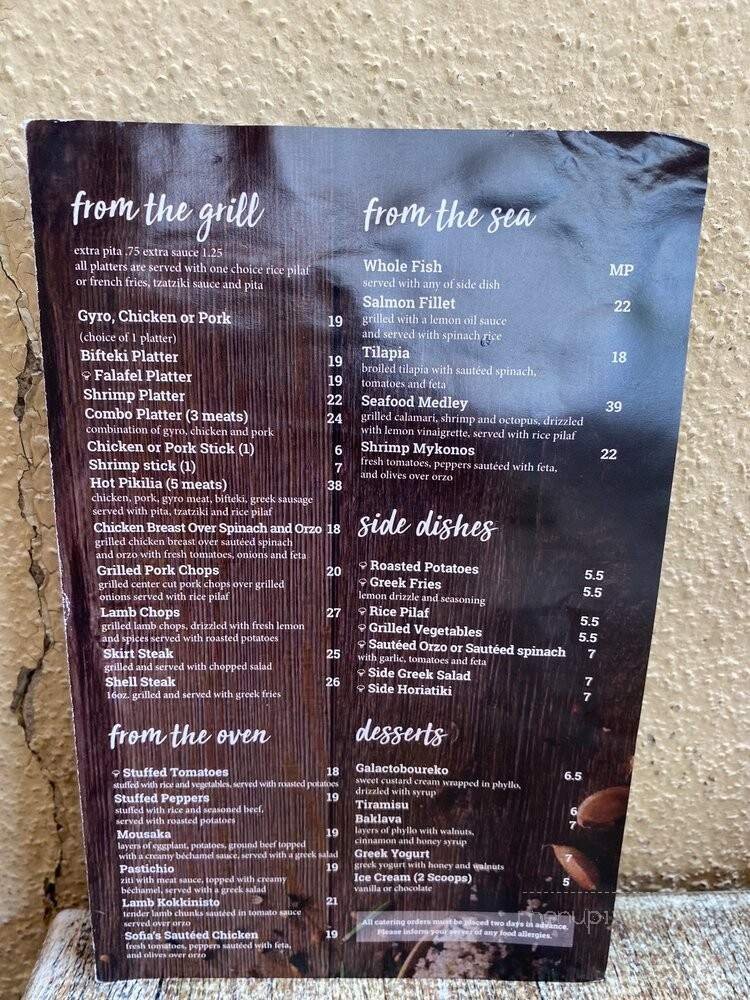 from the grill
extra pita .75 extra sauce 1.25
all platters are served with one choice rice pilaf
or french fries, tzatziki sauce and pita
Gyro, Chicken or Pork 19
(choice of 1 platter)
Bifteki Platter 19
Falafel Platter 19
Shrimp Platter 22
Combo Platter (3 meats) 24
combination of gyro, chicken and pork
Chicken or Pork Stick (1) 6
Shrimp stick (1) 7
Hot Pikilia (5 meats) 38
chicken, pork, gyro meat, bifteki, greek sausage
served with pita, tzatziki and rice pilaf
Chicken Breast Over Spinach and Orzo 18
grilled chicken breast over sautéed spinach
and orzo with fresh tomatoes, onions and feta
Grilled Pork Chops 20
grilled center cut pork chops over grilled
onions served with rice pilaf
Lamb Chops 27
grilled lamb chops, drizzled with fresh lemon
and spices served with roasted potatoes
Skirt Steak 25
grilled and served with chopped salad
Shell Steak 26
16oz. grilled and served with greek fries
from the oven
Stuffed Tomatoes 18
stuffed with rice and vegetables, served with roasted potatoes
Stuffed Peppers 19
stuffed with rice and seasoned beef,
served with roasted potatoes
Mousaka 19
layers of eggplant, potatoes, ground beef topped
with a creamy béchamel sauce, served with a greek salad
Pastichio 19
ziti with meat sauce, topped with creamy
béchamel, served with a greek salad
Lamb Kokkinisto 21
tender lamb chunks sautéed in tomato sauce
served over orzo
Sofia's Sautéed Chicken 19
fresh tomatoes, peppers sautéed with feta,
and olives over orzo
from the sea
Whole Fish MP
served with any of side dish
Salmon Fillet 22
grilled with a lemon oil sauce
and served with spinach rice
Tilapia 18
broiled tilapia with sautéed spinach,
tomatoes and feta
Seafood Medley 39
grilled calamari, shrimp and octopus, drizzled
with lemon vinaigrette, served with rice pilaf
Shrimp Mykonos 22
fresh tomatoes, peppers sautéed with feta,
and olives over orzo
side dishes
Roasted Potatoes 5.5
Greek Fries 5.5
lemon drizzle and seasoning
Rice Pilaf 5.5
Grilled Vegetables 5.5
Sautéed Orzo or Sautéed spinach 7
with garlic, tomatoes and feta
Side Greek Salad 7
Side Horiatiki 7
desserts
Galactoboureko 6.5
sweet custard cream wrapped in phyllo,
drizzled with syrup
Tiramisu 6
Baklava 7
layers of phyllo with walnuts,
cinnamon and honey syrup
Greek Yogurt 7
greek yogurt with honey and walnuts
Ice Cream (2 Scoops) 5
vanilla or chocolate
All catering orders must be placed two days in advance.
Please inform your server of any food allergies.